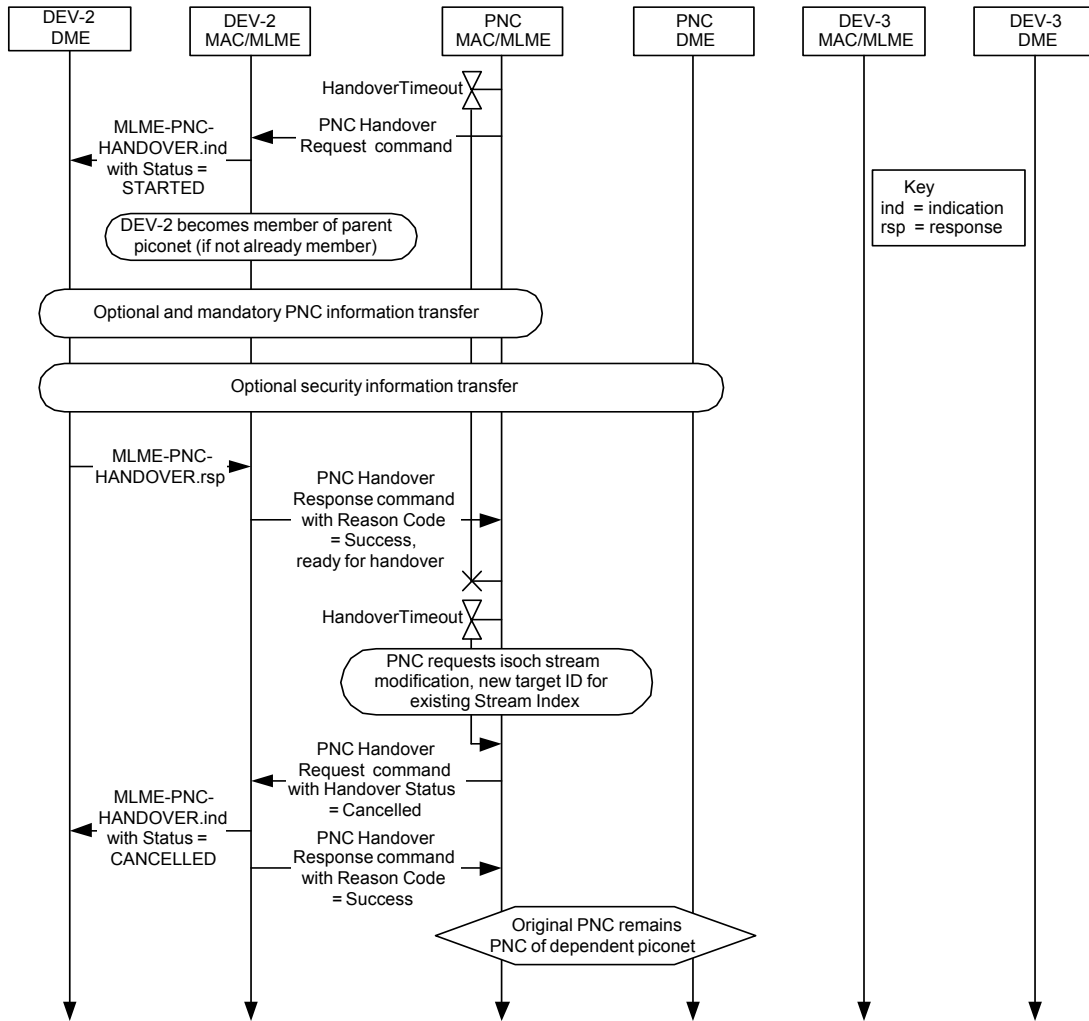 DEV-2
DME
DEV-2
MAC/MLME
PNC
MAC/MLME
PNC
DME
DEV-3
MAC/MLME
DEV-3
DME
HandoverTimeout
PNC Handover
Request command
MLME-PNC-
HANDOVER.ind
with Status =
STARTED
Key
ind = indication
rsp = response
DEV-2 becomes member of parent
piconet (if not already member)
Optional and mandatory PNC information transfer
Optional security information transfer
MLME-PNC-
HANDOVER.rsp
PNC Handover
Response command
with Reason Code
= Success,
ready for handover
HandoverTimeout
PNC requests isoch stream
modification, new target ID for
existing Stream Index
PNC Handover
Request command
with Handover Status
= Cancelled
MLME-PNC-
HANDOVER.ind
with Status =
CANCELLED
PNC Handover
Response command
with Reason Code
= Success
Original PNC remains
PNC of dependent piconet